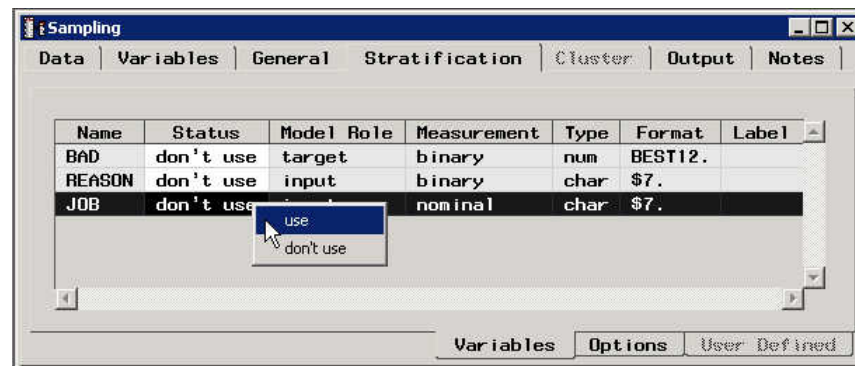 Sampling
Data Variables General Stratification Cluster Output Notes
Name Status Model Role Measurement Type Format Label
BAD don't use target binary num BEST12.
REASON don't use input binary char $7.
JOB don't use nominal char $7.
use
don't use
Variables Options User Defined